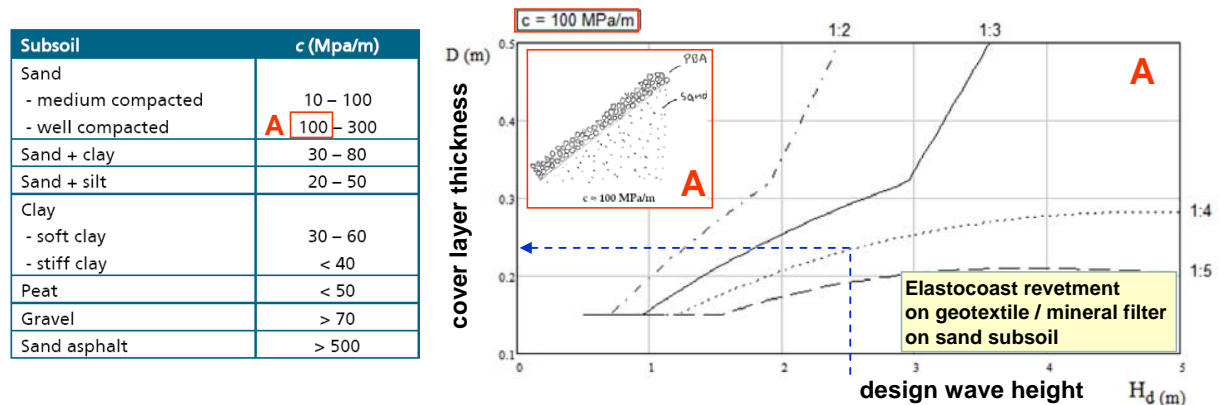 Subsoil c (Mpa/m)
Sand
- medium compacted 10 – 100
- well compacted A 100 – 300
Sand + clay 30 – 80
Sand + silt 20 – 50
Clay
- soft clay 30 – 60
- stiff clay < 40
Peat < 50
Gravel > 70
Sand asphalt > 500
c = 100 MPa/m
1:2
1:3
D (m)
0.5
0.4
0.3
0.2
0.1
cover layer thickness
PBA
Sand
A
c = 100 MPa/m
A
1:4
1:5
Elastocoast revetment
on geotextile / mineral filter
on sand subsoil
0 1 2 3 4 5
design wave height
Hd (m)